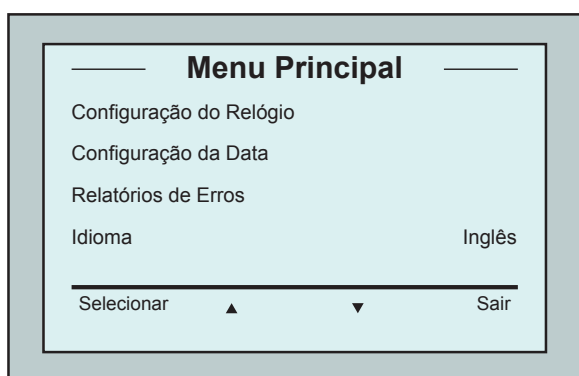 Menu Principal
Configuração do Relógio
Configuração da Data
Relatórios de Erros
Idioma Inglês
Selecionar ▲ ▼ Sair